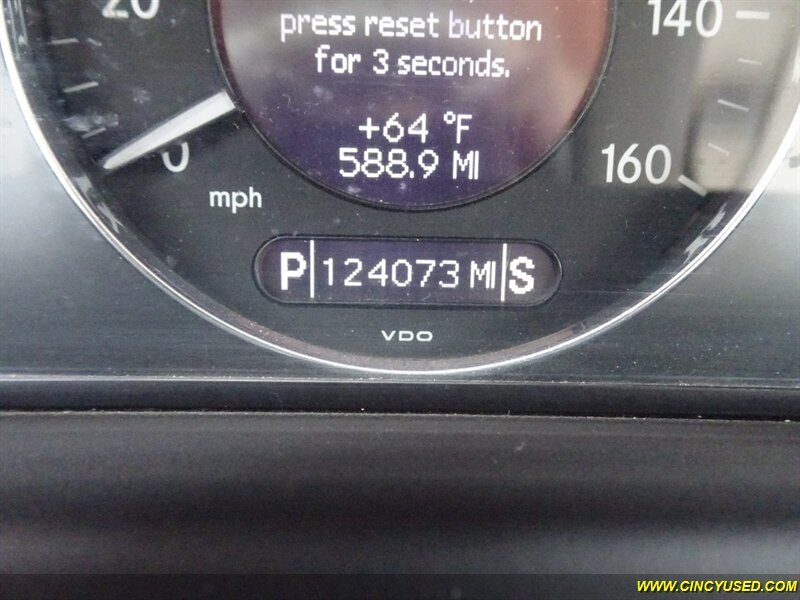 20
press reset button
for 3 seconds.
140
+64 °F
588.9 MI
0
160
mph
P 124073 MI S
VDO
WWW.CINCYUSED.COM